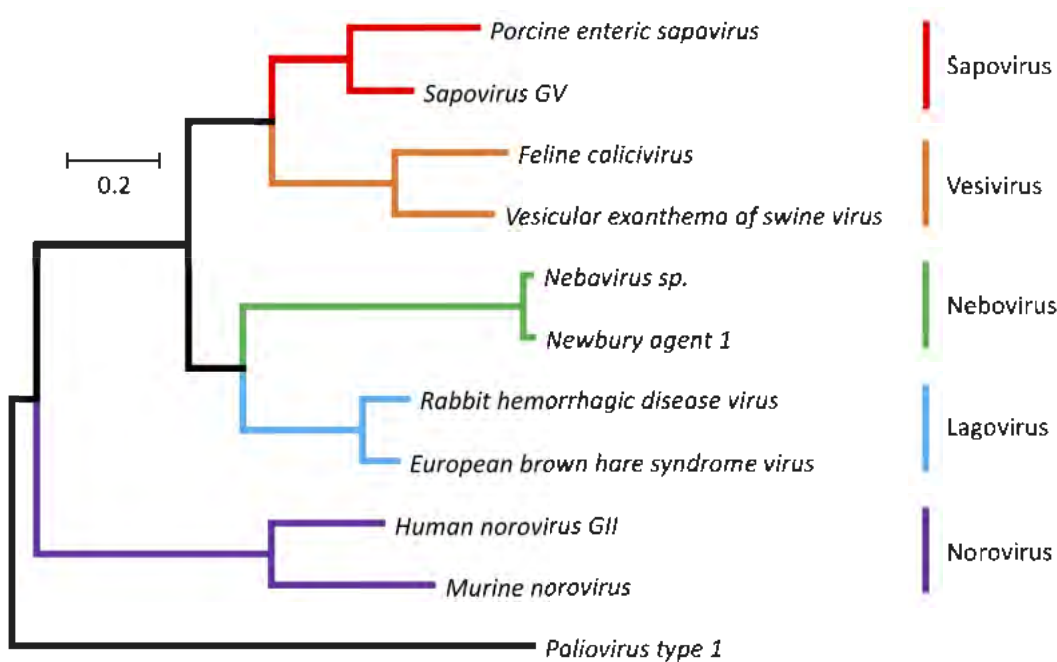 Porcine enteric sapovirus
Sapovirus GV
Sapovirus
0.2
Feline calicivirus
Vesicular exanthema of swine virus
Vesivirus
Nebavirus sp.
Newbury agent 1
Nebovirus
Rabbit hemorrhagic disease virus
European brown hare syndrome virus
Lagovirus
Human norovirus GII
Murine norovirus
Norovirus
Paliovirus type 1